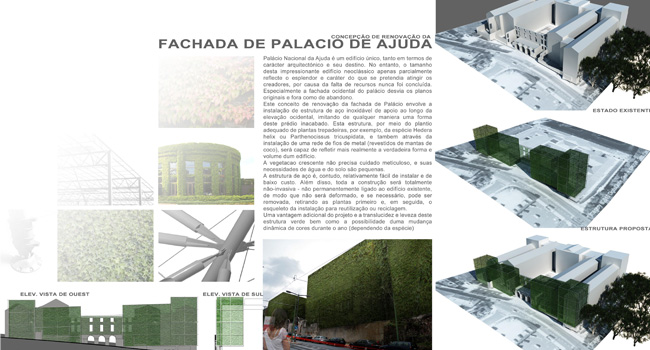 CONCEPÇÃO DE RENOVAÇÃO DA
FACHADA DE PALACIO DE AJUDA
Palácio Nacional da Ajuda é um edifício único, tanto em termos de
carácter arquitectónico e seu destino. No entanto, o tamanho
desta impressionante edifício neoclássico apenas parcialmente
reflecte o esplendor e caráter do que se pretendia atingir os
creadores, por causa da falta de recursos nunca foi concluída.
Especialmente a fachada ocidental do palácio desvia os planos
originais e fora como de abandono.
Este conceito de renovação da fachada de Palácio envolve a
instalação de estrutura de aço inoxidável de apoio ao longo da
elevação ocidental, imitando de qualquer maneira uma forma
deste prédio inacabado. Esta estrutura, por meio do plantio
adequado de plantas trepadeiras, por exemplo, da espécie Hedera
helix ou Parthenocissus tricuspidata, e tambem através da
instalação de uma rede de fios de metal (revestidos de mantas de
coco), será capaz de refletir mais realmente a verdadeira forma e
volume dum edifício.
A vegetacao crescente não precisa cuidado meticuloso, e suas
necessidades de água e do solo são pequenas.
A estrutura de aço é, contudo, relativamente fácil de instalar e de
baixo custo. Além disso, toda a construção será totalmente
não-invasiva - não permanentemente ligado ao edifício existente,
de modo que não será deformado, e se necessário, pode ser
removida, retirando as plantas primeiro e, em seguida, o
esqueleto da instalação para reutilização ou reciclagem.
Uma vantagem adicional do projeto e a translucidez e leveza deste
estrutura verde bem como a possibilidade duma mudança
dinâmica de cores durante o ano (dependendo da espécie)
ESTADO EXISTENTE
ESTRUTURA PROPOSTA
ELEV. VISTA DE OUEST
ELEV. VISTA DE SUL